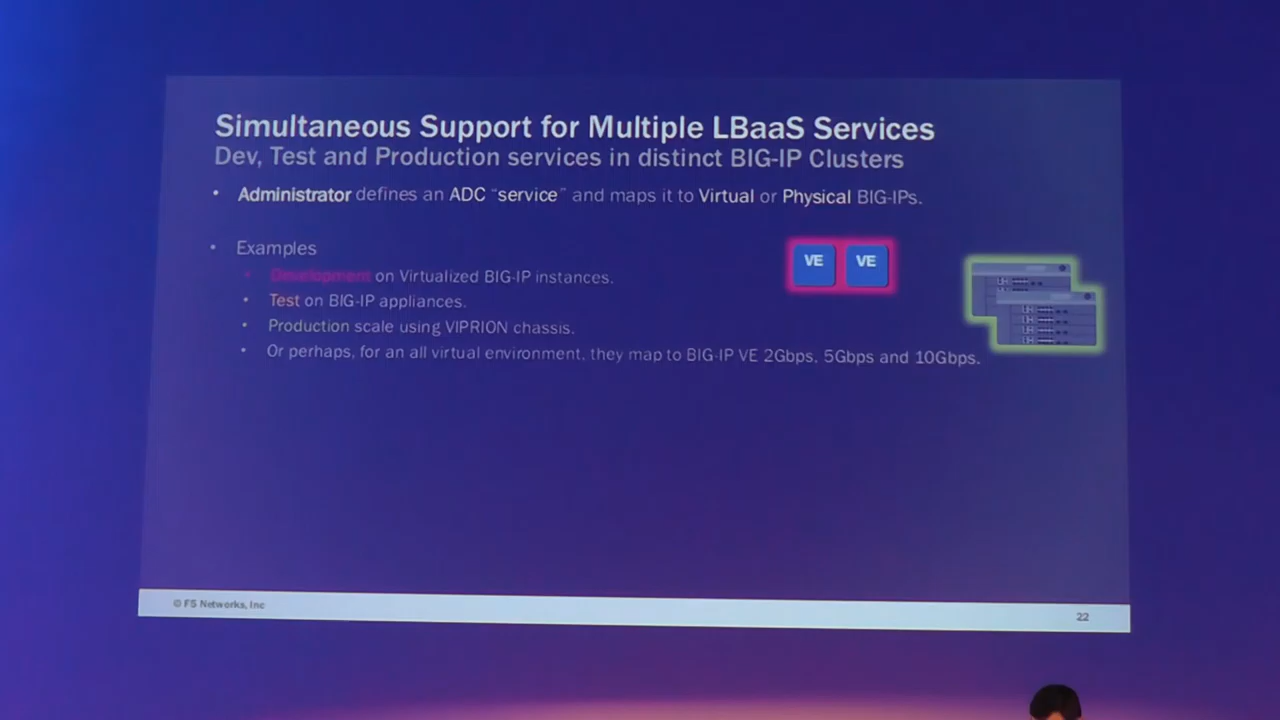 Simultaneous Support for Multiple LBaaS Services
Dev, Test and Production services in distinct BIG-IP Clusters
• Administrator defines an ADC “service” and maps it to Virtual or Physical BIG-IPs.
• Examples
• Development on Virtualized BIG-IP instances.
• Test on BIG-IP appliances.
• Production scale using VIPRION chassis.
• Or perhaps, for an all virtual environment, they map to BIG-IP VE 2Gbps, 5Gbps and 10Gbps.
VE VE
© F5 Networks, Inc
22